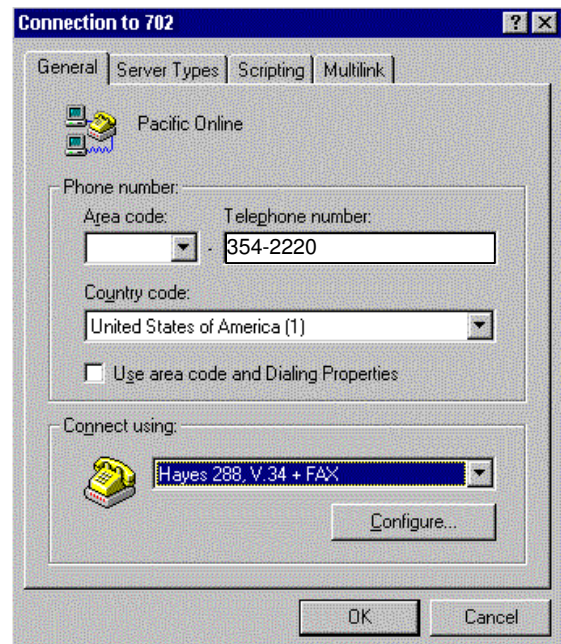 Connection to 702
General Server Types Scripting Multilink
Pacific Online
Phone number:
Area code: Telephone number:
- 354-2220
Country code:
United States of America (1)
Use area code and Dialing Properties
Connect using:
Hayes 288, V.34 + FAX
Configure...
OK Cancel